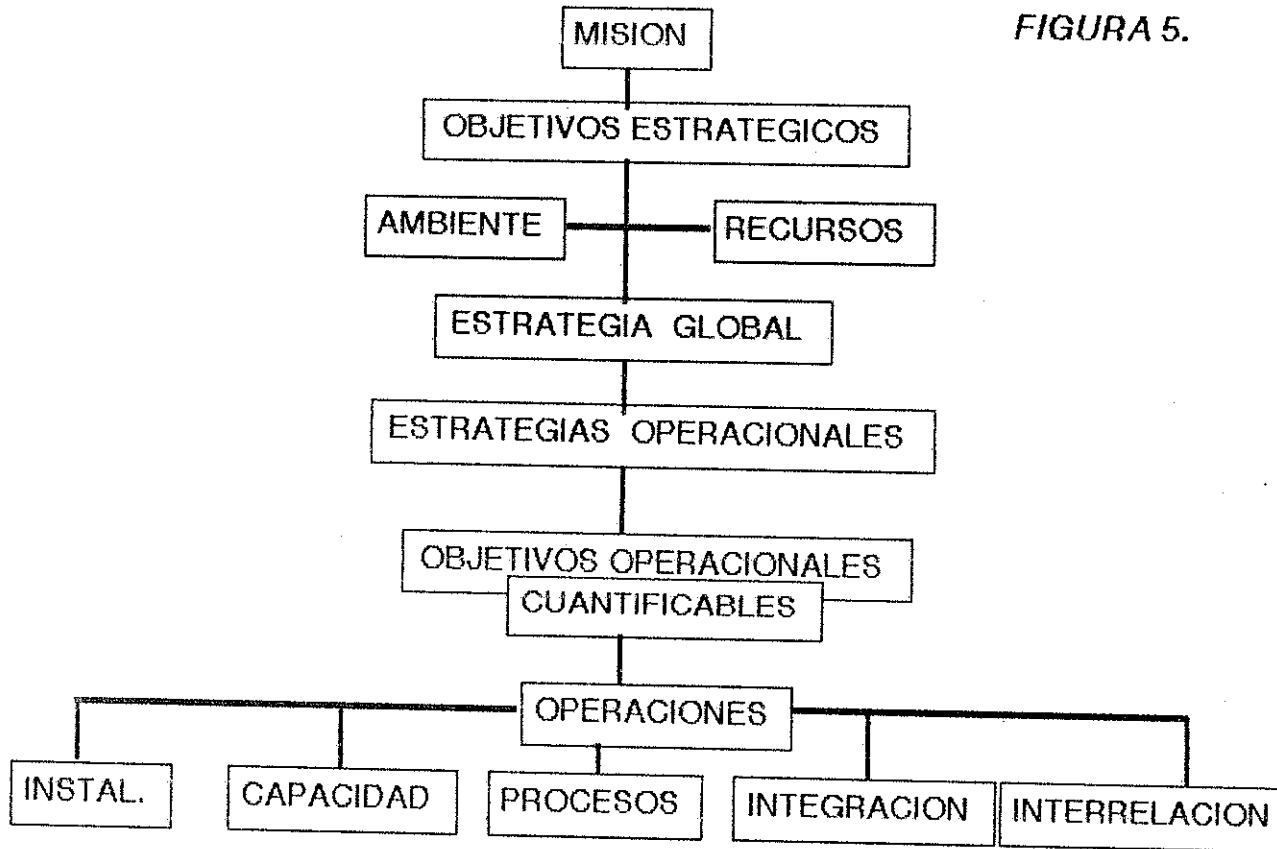 FIGURA 5.
MISION
OBJETIVOS ESTRATEGICOS
AMBIENTE
RECURSOS
ESTRATEGIA GLOBAL
ESTRATEGIAS OPERACIONALES
OBJETIVOS OPERACIONALES
CUANTIFICABLES
OPERACIONES
INSTAL.
CAPACIDAD
PROCESOS
INTEGRACION
INTERRELACION